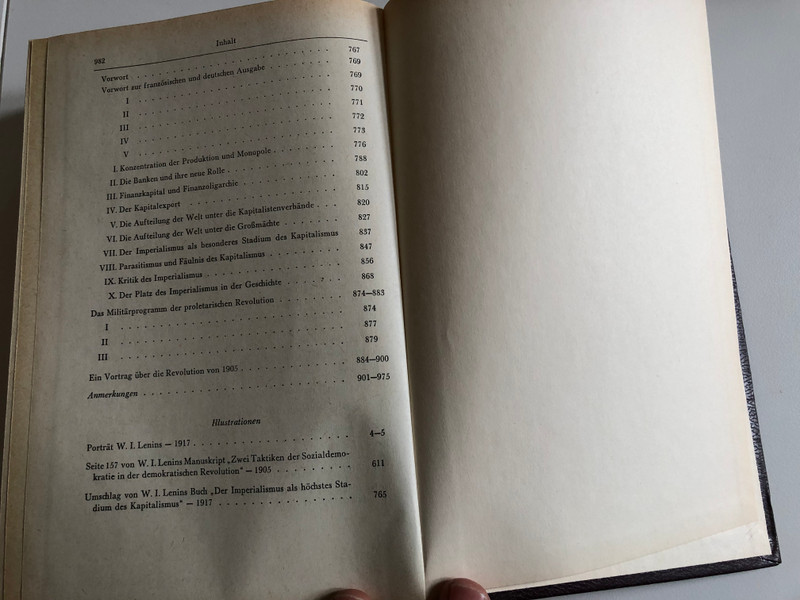 982 Inhalt
Vorwort . . . 767
Vorwort zur französischen und deutschen Ausgabe . . . 769
I . . . 769
II . . . 770
III . . . 771
IV . . . 772
V . . . 773
I. Konzentration der Produktion und Monopole . . . 776
II. Die Banken und ihre neue Rolle . . . 788
III. Finanzkapital und Finanzoligarchie . . . 802
IV. Der Kapitalexport . . . 815
V. Die Aufteilung der Welt unter die Kapitalistenverbände . . . 820
VI. Die Aufteilung der Welt unter die Großmächte . . . 827
VII. Der Imperialismus als besonderes Stadium des Kapitalismus 837
VIII. Parasitismus und Fäulnis des Kapitalismus . . . 847
IX. Kritik des Imperialismus . . . 856
X. Der Platz des Imperialismus in der Geschichte . . . 868
Das Militärprogramm der proletarischen Revolution . . . 874—883
I . . . 874
II . . . 877
III . . . 879
Ein Vortrag über die Revolution von 1905 . . . 884—900
Anmerkungen . . . 901—975
Illustrationen
Porträt W. I. Lenins — 1917 . . . 4—5
Seite 157 von W. I. Lenins Manuskript „Zwei Taktiken der Sozialdemo-
kratie in der demokratischen Revolution" — 1905 . . . 611
Umschlag von W. I. Lenins Buch „Der Imperialismus als höchstes Sta-
dium des Kapitalismus" — 1917 . . . 765